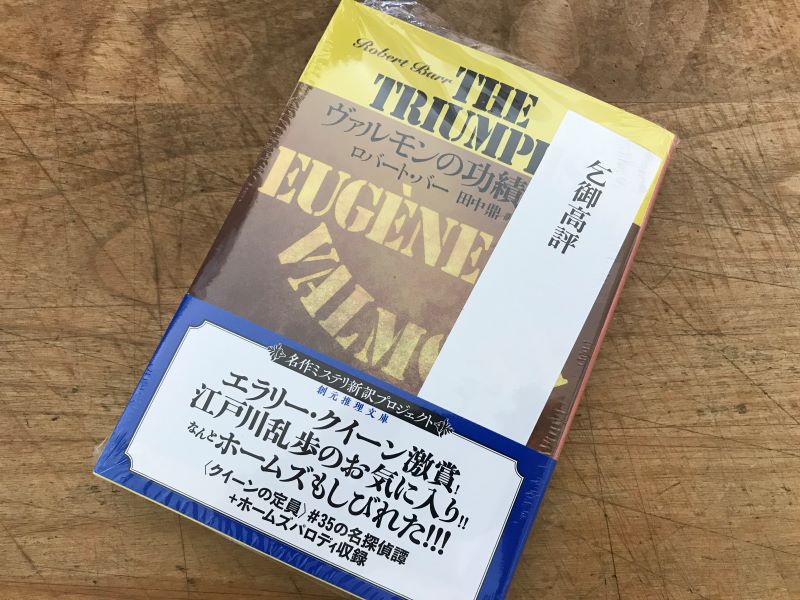 Robert Barr
THE
TRIUMPH
ヴァルモンの功績
ロバート・バー
田中鼎
EUGÈNE
VALMO
乞御高評
名作ミステリ新訳プロジェクト
創元推理文庫
エラリー・クイーン激賞!
江戸川乱歩のお気に入り!!
なんとホームズもしびれた!!!
〈クイーンの定員〉#35の名探偵譚
+ホームズパロディ収録